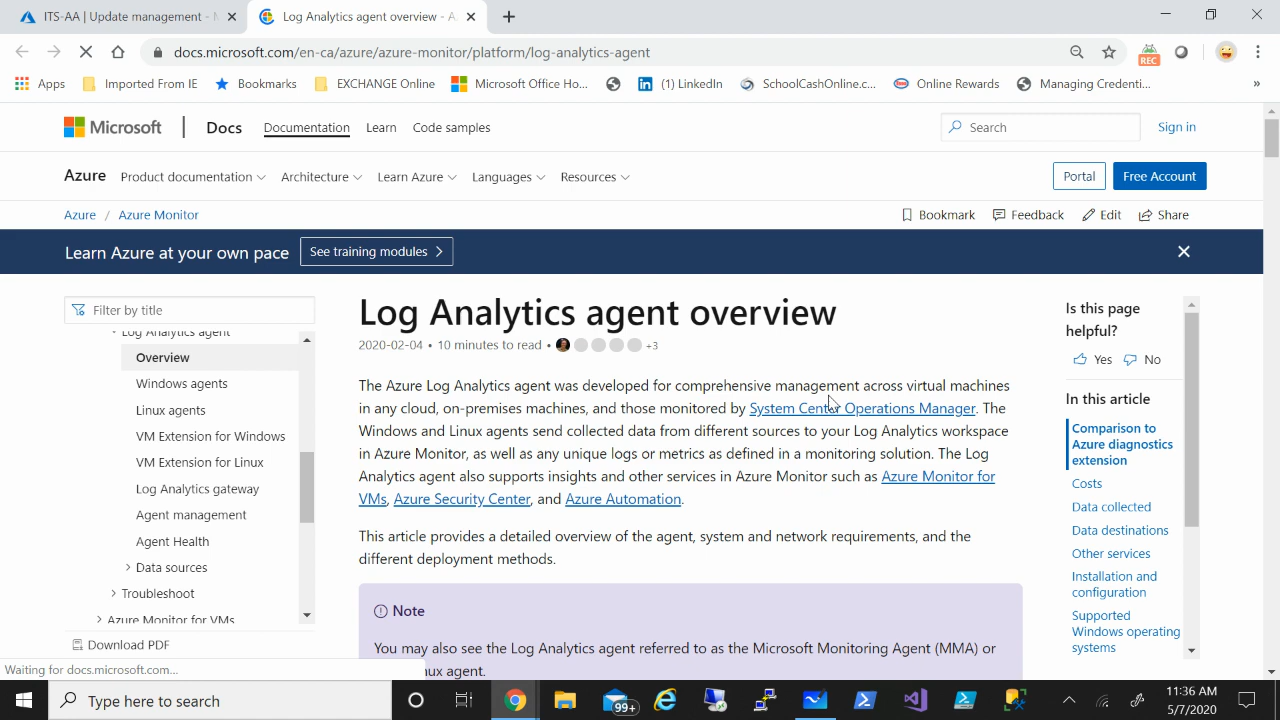 ITS-AA | Update management -
Log Analytics agent overview - A
docs.microsoft.com/en-ca/azure/azure-monitor/platform/log-analytics-agent
REC
Apps
Imported From IE
Bookmarks
EXCHANGE Online
Microsoft Office Ho...
(1) LinkedIn
SchoolCashOnline.c...
Online Rewards
Managing Credenti...
»
Microsoft
Docs
Documentation
Learn
Code samples
Search
Sign in
Azure
Product documentation
Architecture
Learn Azure
Languages
Resources
Portal
Free Account
Azure / Azure Monitor
Bookmark
Feedback
Edit
Share
Learn Azure at your own pace
See training modules
Filter by title
Log Analytics agent
Overview
Windows agents
Linux agents
VM Extension for Windows
VM Extension for Linux
Log Analytics gateway
Agent management
Agent Health
Data sources
Troubleshoot
Azure Monitor for VMs
Download PDF
Log Analytics agent overview
2020-02-04 • 10 minutes to read • +3
The Azure Log Analytics agent was developed for comprehensive management across virtual machines
in any cloud, on-premises machines, and those monitored by System Center Operations Manager. The
Windows and Linux agents send collected data from different sources to your Log Analytics workspace
in Azure Monitor, as well as any unique logs or metrics as defined in a monitoring solution. The Log
Analytics agent also supports insights and other services in Azure Monitor such as Azure Monitor for
VMs, Azure Security Center, and Azure Automation.
This article provides a detailed overview of the agent, system and network requirements, and the
different deployment methods.
Note
You may also see the Log Analytics agent referred to as the Microsoft Monitoring Agent (MMA) or
agent.
Is this page
helpful?
Yes
No
In this article
Comparison to
Azure diagnostics
extension
Costs
Data collected
Data destinations
Other services
Installation and
configuration
Supported
Windows operating
systems
Waiting for docs.microsoft.com...
Type here to search
99+
11:36 AM
5/7/2020